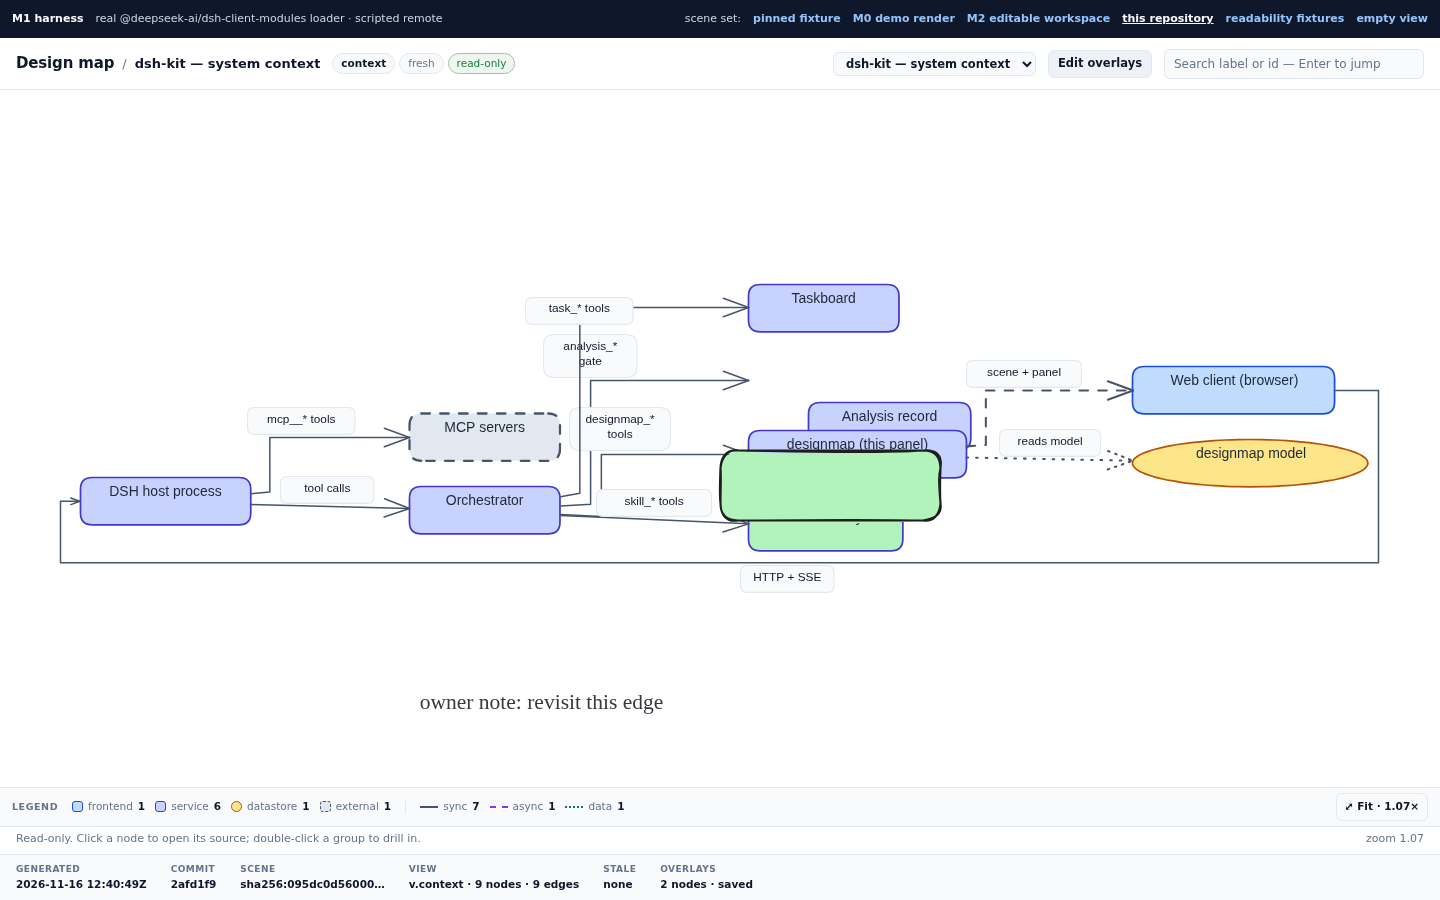 M1 harness real @deepseek-ai/dsh-client-modules loader · scripted remote scene set: pinned fixture M0 demo render M2 editable workspace this repository readability fixtures empty view
Design map / dsh-kit — system context context fresh read-only dsh-kit — system context Edit overlays Search label or id — Enter to jump
Taskboard
task_* tools
analysis_*
gate
scene + panel
Web client (browser)
mcp__* tools
MCP servers
designmap_*
tools
Analysis record
designmap (this panel)
reads model
designmap model
DSH host process
tool calls
Orchestrator
skill_* tools
HTTP + SSE
owner note: revisit this edge
LEGEND frontend 1 service 6 datastore 1 external 1 sync 7 async 1 data 1 ⤢ Fit · 1.07×
Read-only. Click a node to open its source; double-click a group to drill in. zoom 1.07
GENERATED COMMIT SCENE VIEW STALE OVERLAYS
2026-11-16 12:40:49Z 2afd1f9 sha256:095dc0d56000… v.context · 9 nodes · 9 edges none 2 nodes · saved